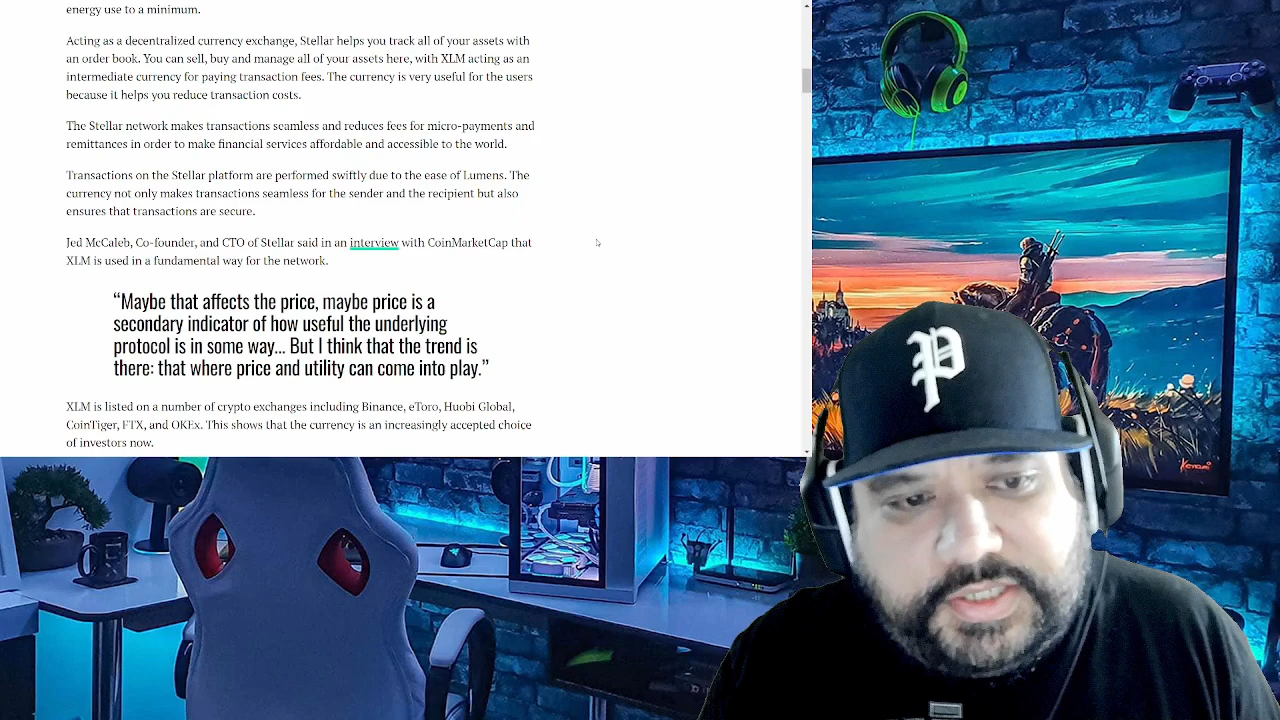 energy use to a minimum.
Acting as a decentralized currency exchange, Stellar helps you track all of your assets with
an order book. You can sell, buy and manage all of your assets here, with XLM acting as an
intermediate currency for paying transaction fees. The currency is very useful for the users
because it helps you reduce transaction costs.
The Stellar network makes transactions seamless and reduces fees for micro-payments and
remittances in order to make financial services affordable and accessible to the world.
Transactions on the Stellar platform are performed swiftly due to the ease of Lumens. The
currency not only makes transactions seamless for the sender and the recipient but also
ensures that transactions are secure.
Jed McCaleb, Co-founder, and CTO of Stellar said in an interview with CoinMarketCap that
XLM is used in a fundamental way for the network.
“Maybe that affects the price, maybe price is a
secondary indicator of how useful the underlying
protocol is in some way... But I think that the trend is
there: that where price and utility can come into play.”
XLM is listed on a number of crypto exchanges including Binance, eToro, Huobi Global,
CoinTiger, FTX, and OKEx. This shows that the currency is an increasingly accepted choice
of investors now.
P